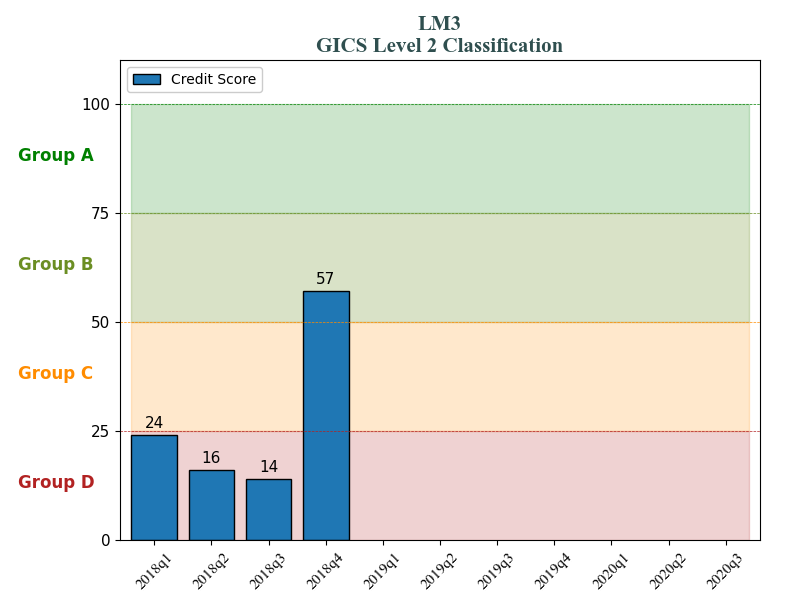 LM3
GICS Level 2 Classification
Credit Score
100
Group A
75
Group B
57
50
Group C
25
24
16
14
Group D
0
2018q1
2018q2
2018q3
2018q4
2019q1
2019q2
2019q3
2019q4
2020q1
2020q2
2020q3